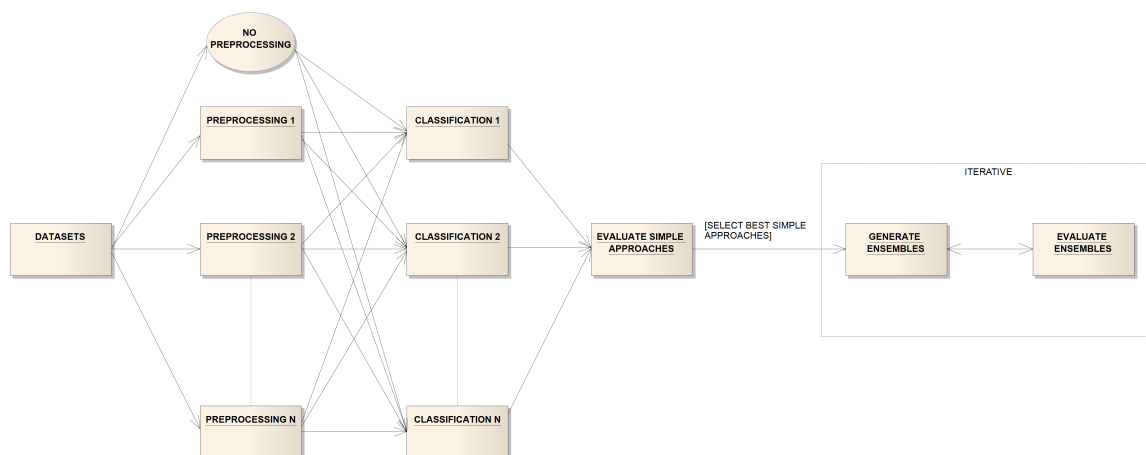 NO
PREPROCESSING
PREPROCESSING 1
CLASSIFICATION 1
ITERATIVE
DATASETS
PREPROCESSING 2
CLASSIFICATION 2
EVALUATE SIMPLE
APPROACHES
[SELECT BEST SIMPLE
APPROACHES]
GENERATE
ENSEMBLES
EVALUATE
ENSEMBLES
PREPROCESSING N
CLASSIFICATION N